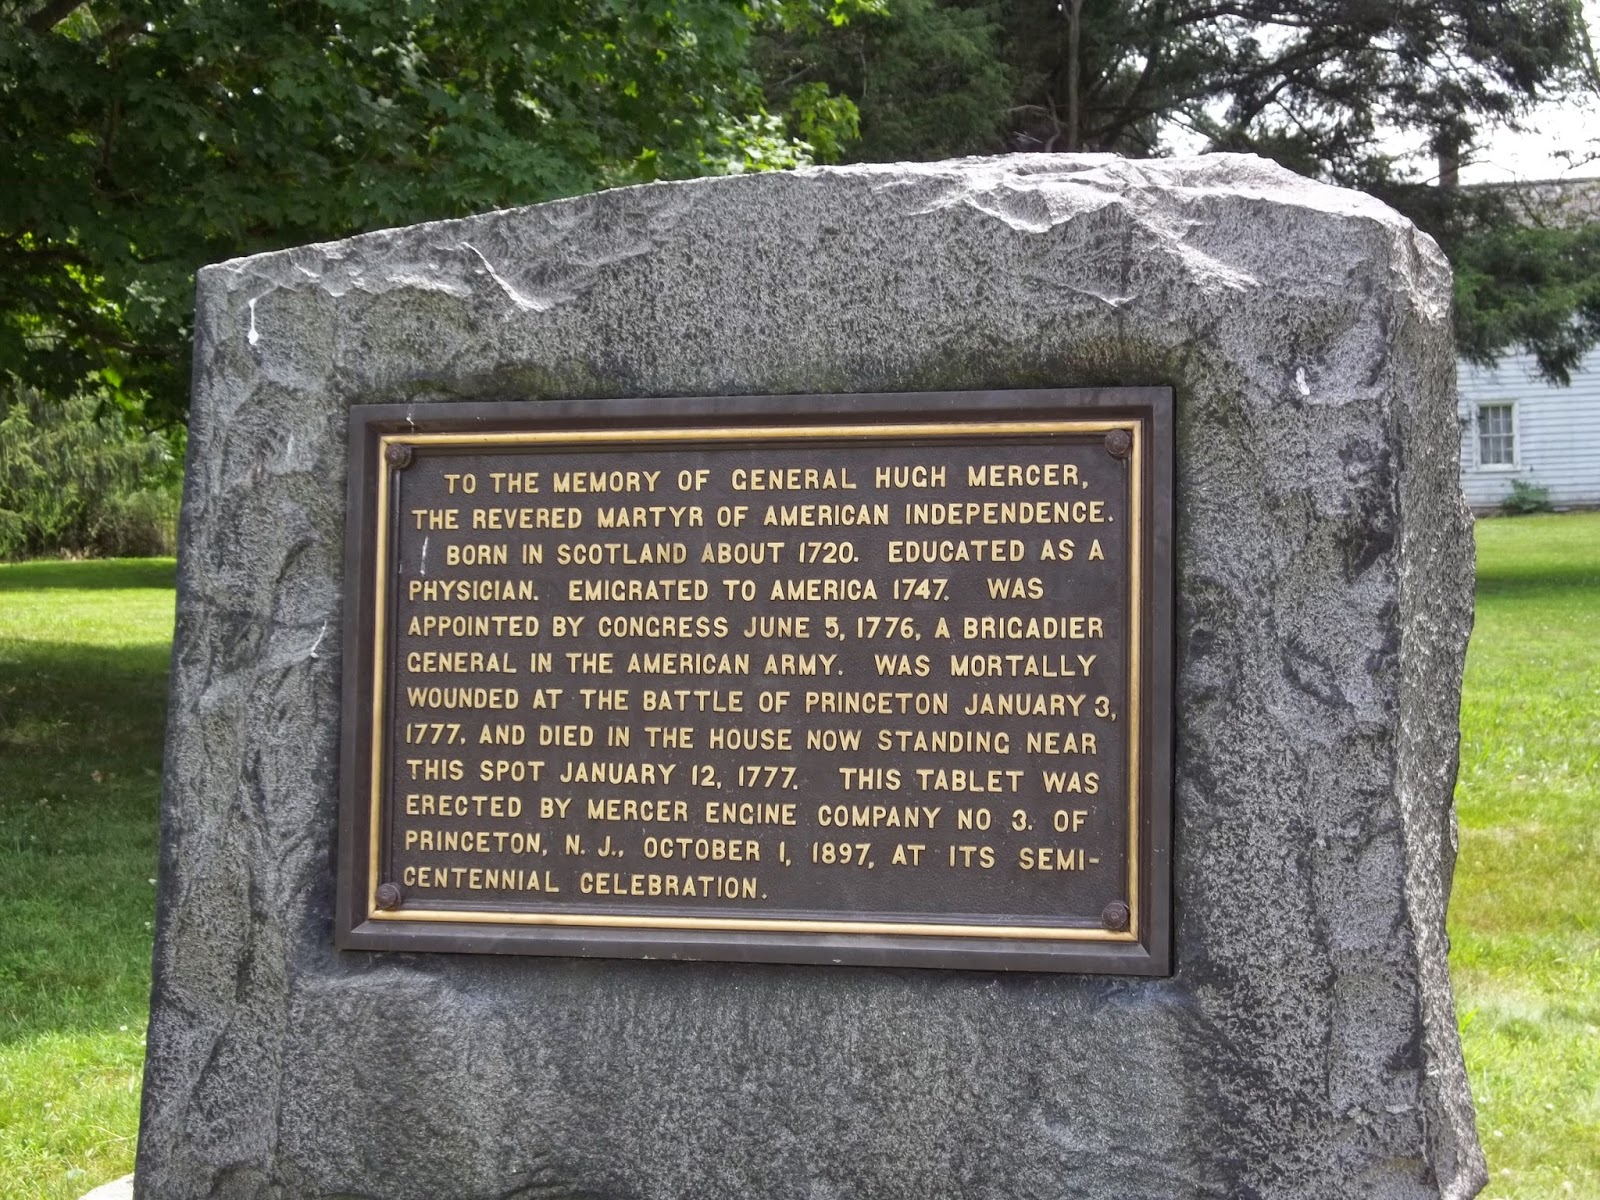 TO THE MEMORY OF GENERAL HUGH MERCER,
THE REVERED MARTYR OF AMERICAN INDEPENDENCE.
BORN IN SCOTLAND ABOUT 1720. EDUCATED AS A
PHYSICIAN. EMIGRATED TO AMERICA 1747. WAS
APPOINTED BY CONGRESS JUNE 5, 1776, A BRIGADIER
GENERAL IN THE AMERICAN ARMY. WAS MORTALLY
WOUNDED AT THE BATTLE OF PRINCETON JANUARY 3,
1777, AND DIED IN THE HOUSE NOW STANDING NEAR
THIS SPOT JANUARY 12, 1777. THIS TABLET WAS
ERECTED BY MERCER ENGINE COMPANY NO 3. OF
PRINCETON, N. J., OCTOBER 1, 1897, AT ITS SEMI-
CENTENNIAL CELEBRATION.